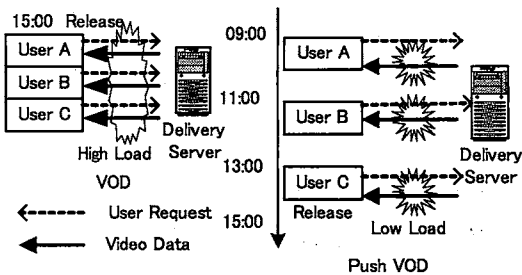 15:00 Release
User A
User B
User C
Delivery
Server
High Load
VOD
User Request
Video Data
09:00
11:00
13:00
15:00
User A
User B
User C
Release
Delivery
Server
Low Load
Push VOD